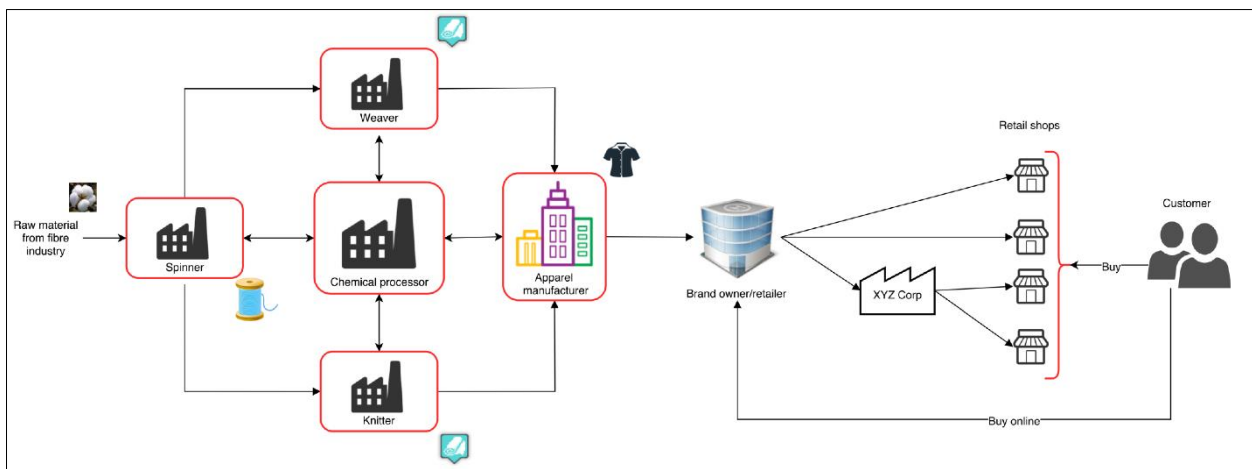 Weaver
Retail shops
Raw material
from fibre
industry
Spinner
Chemical processor
Apparel
manufacturer
Brand owner/retailer
XYZ Corp
Customer
Buy
Knitter
Buy online